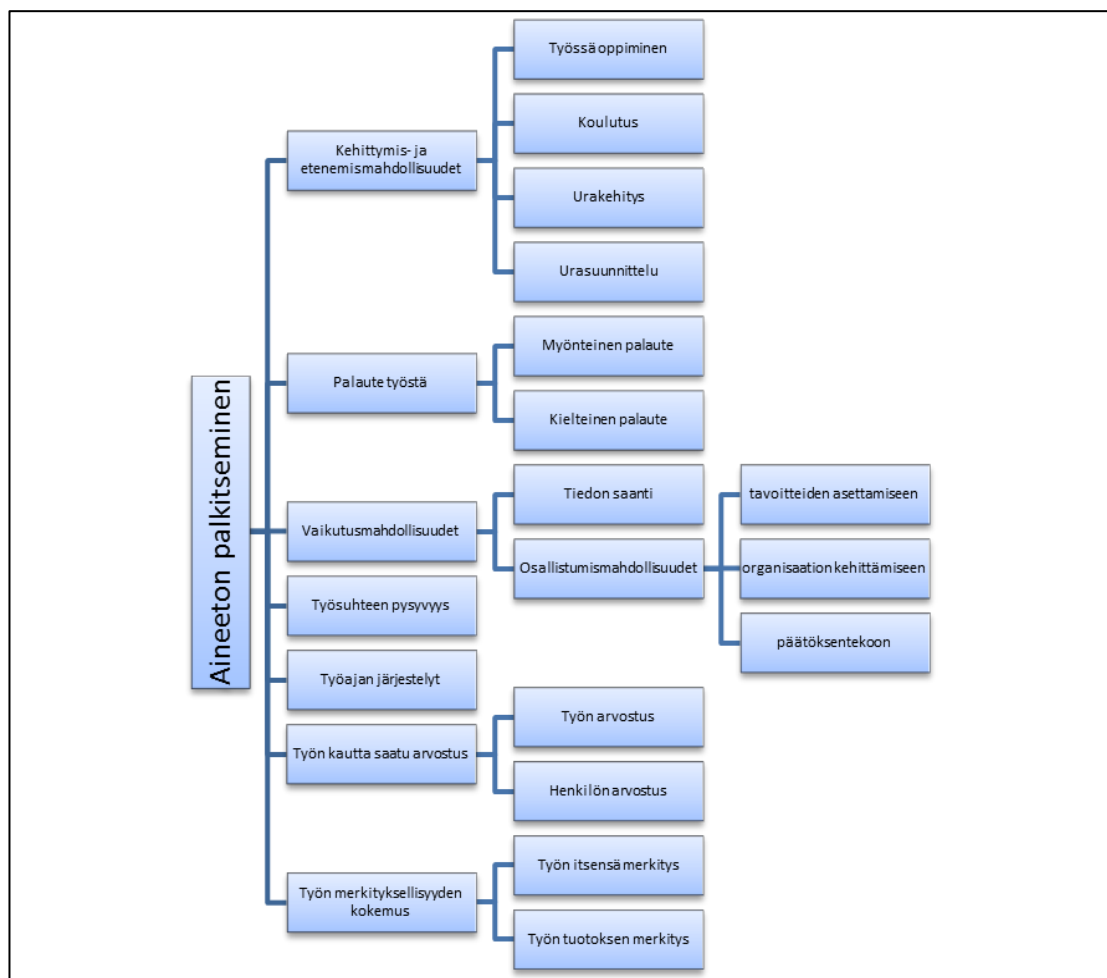 Aineeton palkitseminen
Kehittymis- ja
etenemismahdollisuudet
Työssä oppiminen
Koulutus
Urakehitys
Urasuunnittelu
Palaute työstä
Myönteinen palaute
Kielteinen palaute
Vaikutusmahdollisuudet
Tiedon saanti
Osallistumismahdollisuudet
tavoitteiden asettamiseen
organisaation kehittämiseen
päätöksentekoon
Työsuhteen pysyvyys
Työajan järjestelyt
Työn kautta saatu arvostus
Työn arvostus
Henkilön arvostus
Työn merkityksellisyyden
kokemus
Työn itsensä merkitys
Työn tuotoksen merkitys